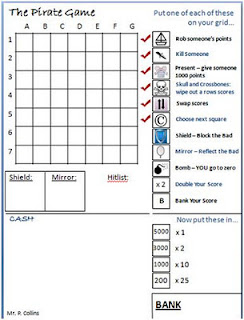 The Pirate Game
Put one of each of these
on your grid...
A B C D E F G
1
2
3
4
5
6
7
Rob someone's points
Kill Someone
Present – give someone
1000 points
Skull and Crossbones:
wipe out a rows scores
Swap scores
Choose next square
Shield – Block the Bad
Mirror – Reflect the Bad
Bomb – YOU go to zero
x 2 Double Your Score
B Bank Your Score
Shield:
Mirror:
Hitlist:
CASH
Now put these in...
5000 x 1
3000 x 2
1000 x 10
200 x 25
BANK
Mr. P. Collins